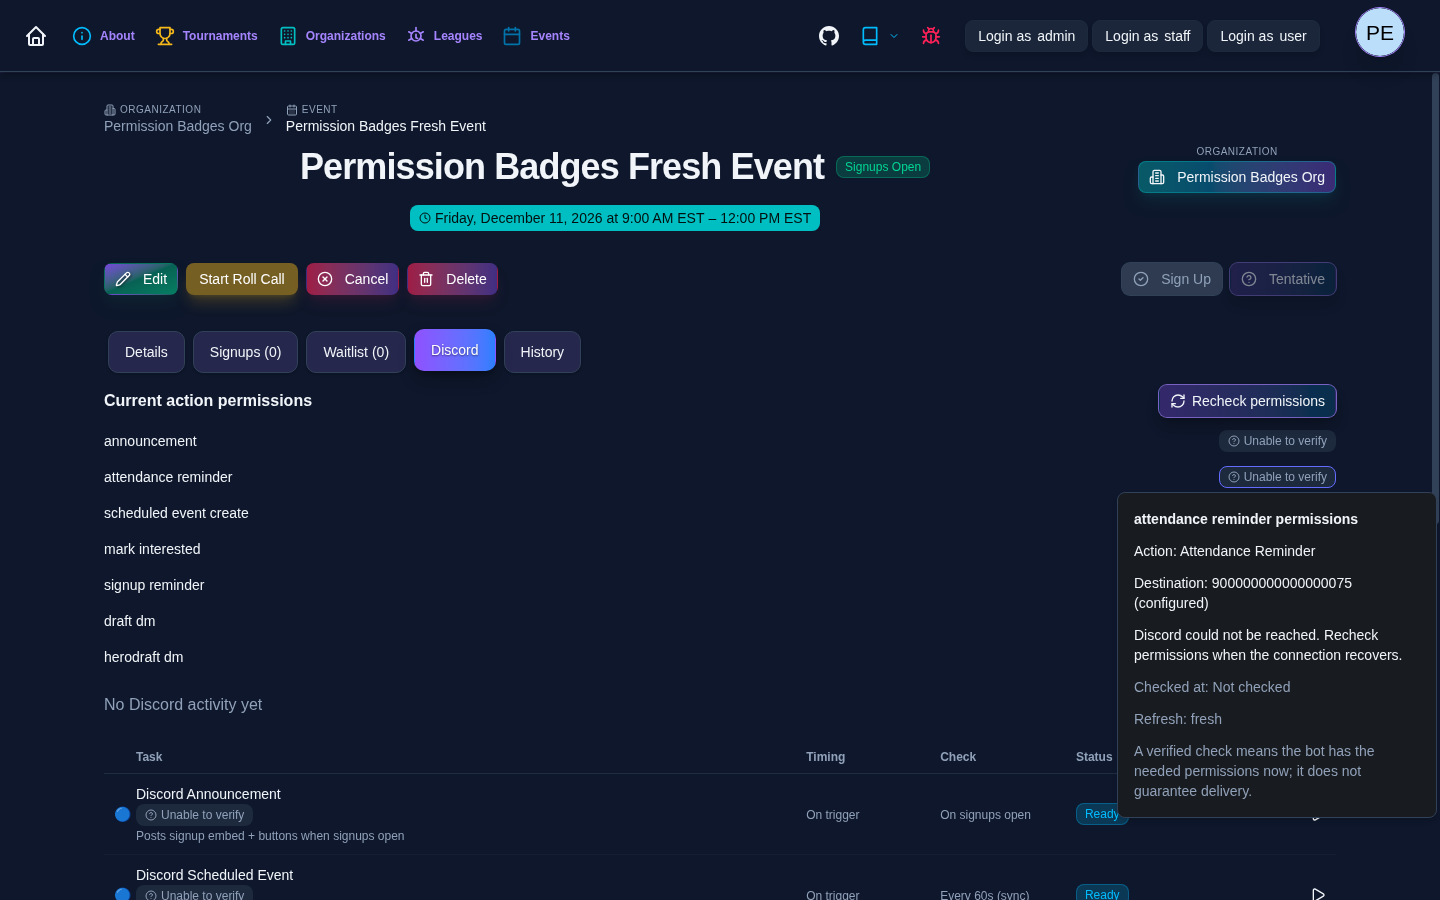 About
Tournaments
Organizations
Leagues
Events
Login as admin
Login as staff
Login as user
PE
ORGANIZATION
Permission Badges Org
EVENT
Permission Badges Fresh Event
Permission Badges Fresh Event
Signups Open
ORGANIZATION
Permission Badges Org
Friday, December 11, 2026 at 9:00 AM EST – 12:00 PM EST
Edit
Start Roll Call
Cancel
Delete
Sign Up
Tentative
Details
Signups (0)
Waitlist (0)
Discord
History
Current action permissions
Recheck permissions
announcement
Unable to verify
attendance reminder
Unable to verify
scheduled event create
mark interested
signup reminder
draft dm
herodraft dm
attendance reminder permissions
Action: Attendance Reminder
Destination: 900000000000000075
(configured)
Discord could not be reached. Recheck
permissions when the connection recovers.
Checked at: Not checked
Refresh: fresh
A verified check means the bot has the
needed permissions now; it does not
guarantee delivery.
No Discord activity yet
Task
Timing
Check
Status
Discord Announcement
Unable to verify
Posts signup embed + buttons when signups open
On trigger
On signups open
Ready
Discord Scheduled Event
Unable to verify
On trigger
Every 60s (sync)
Ready